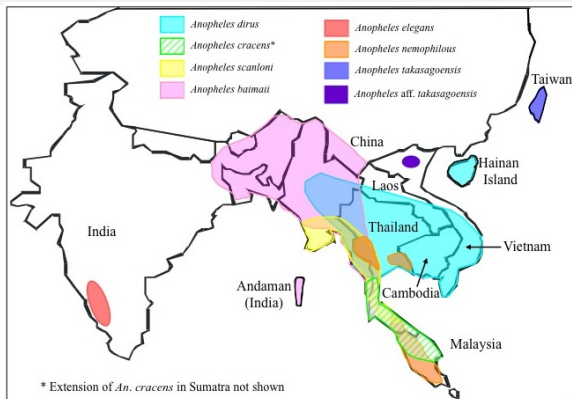 Anopheles dirus
Anopheles cracens*
Anopheles scanloni
Anopheles baimaii
Anopheles elegans
Anopheles nemophilous
Anopheles takasagoensis
Anopheles aff. takasagoensis
Taiwan
China
Hainan
Island
Laos
India
Thailand
Vietnam
Andaman
(India)
Cambodia
Malaysia
* Extension of An. cracens in Sumatra not shown